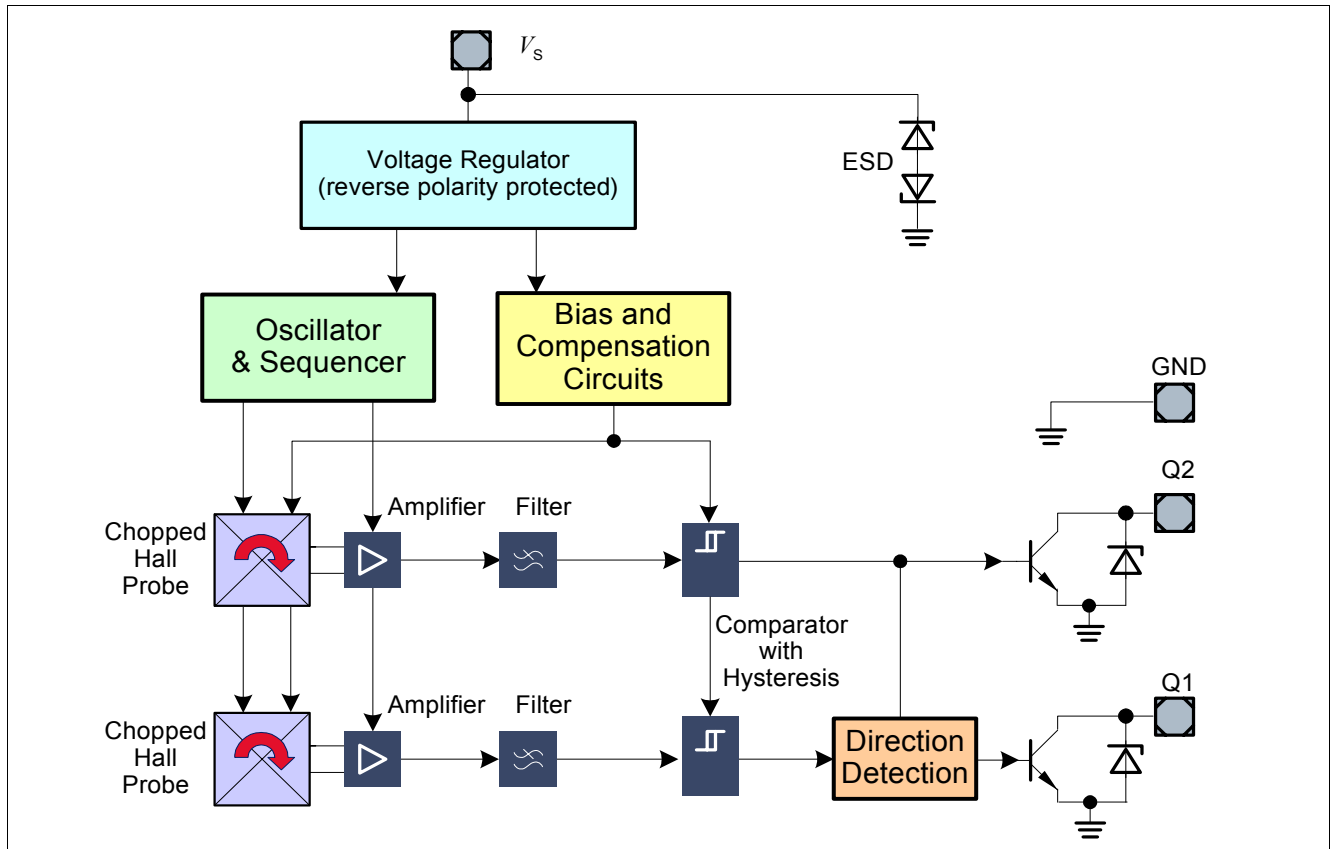 VS
Voltage Regulator
(reverse polarity protected)
ESD
Oscillator
& Sequencer
Bias and
Compensation
Circuits
GND
Q2
Amplifier
Filter
Chopped
Hall
Probe
Comparator
with
Hysteresis
Q1
Amplifier
Filter
Chopped
Hall
Probe
Direction
Detection